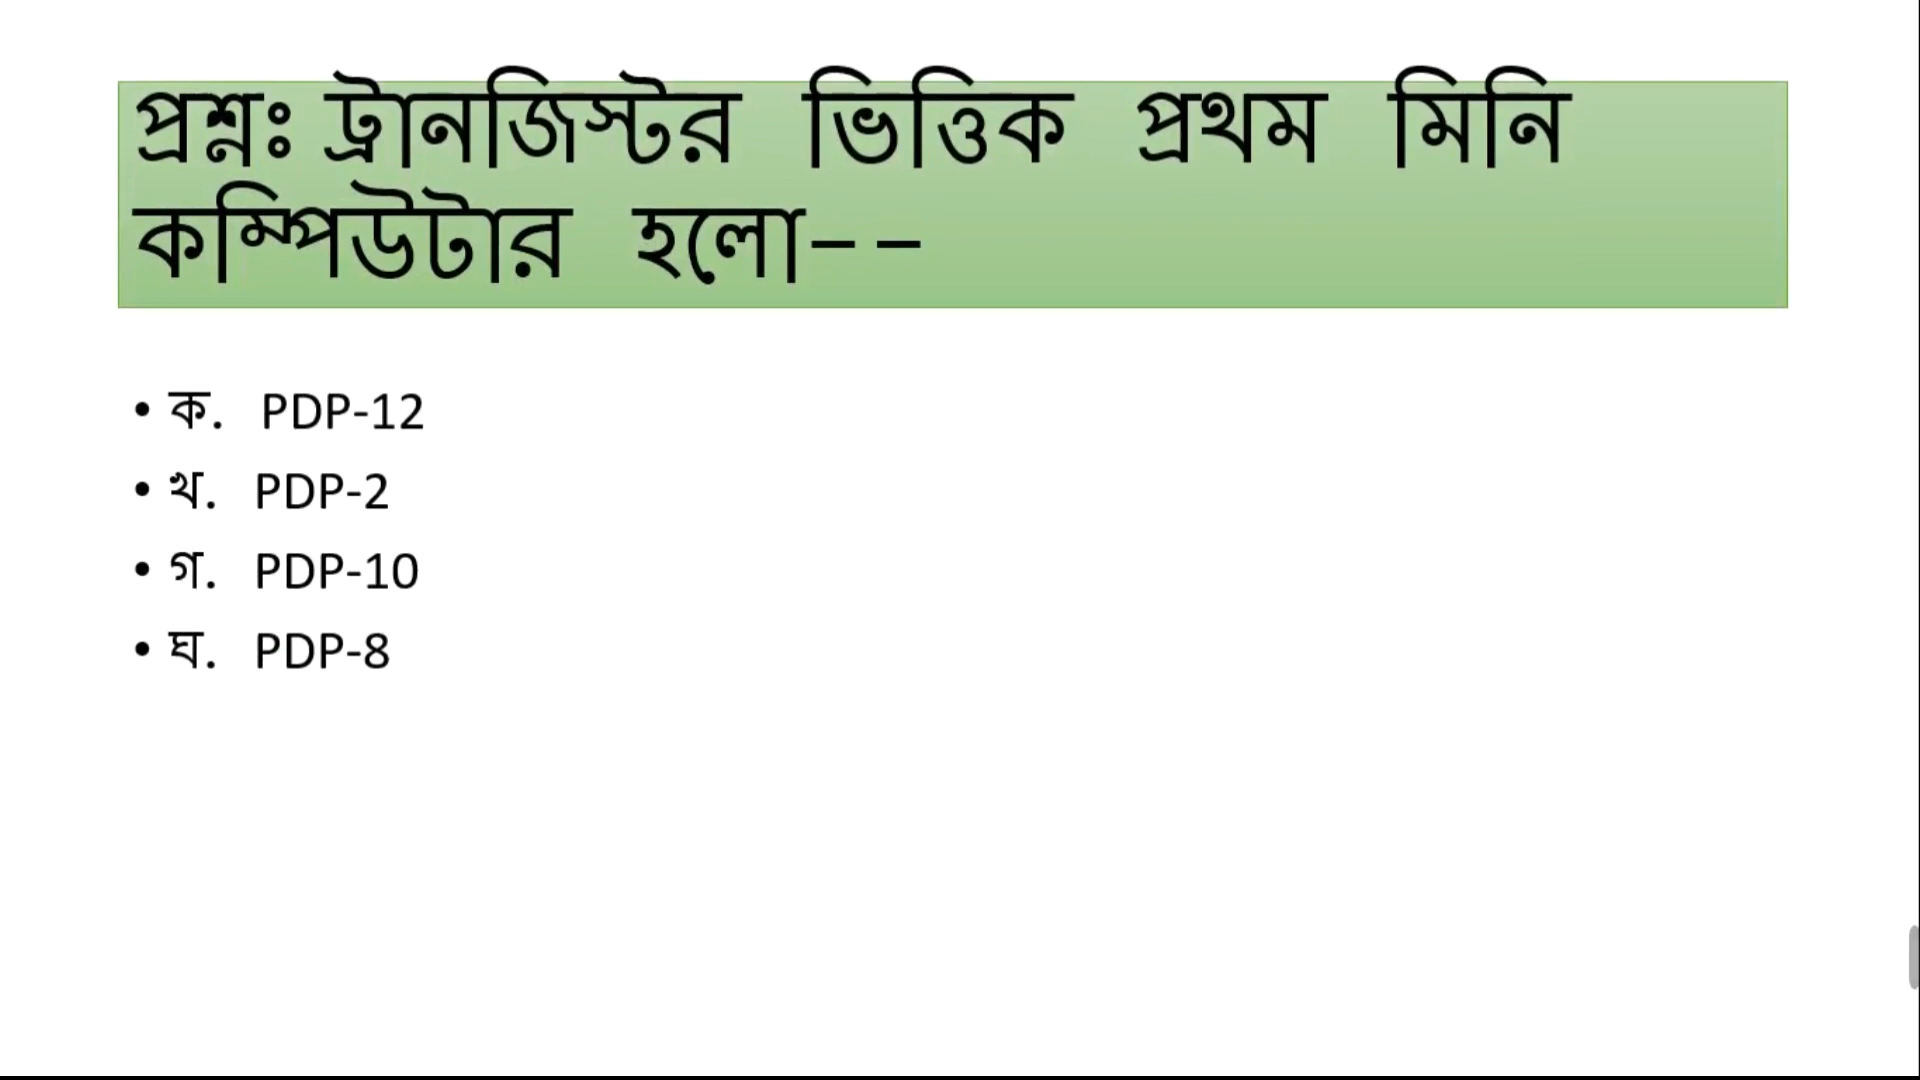 প্রশ্নঃ ট্রানজিস্টর ভিত্তিক প্রথম মিনি
কম্পিউটার হলো--
• ক. PDP-12
• খ. PDP-2
• গ. PDP-10
• ঘ. PDP-8